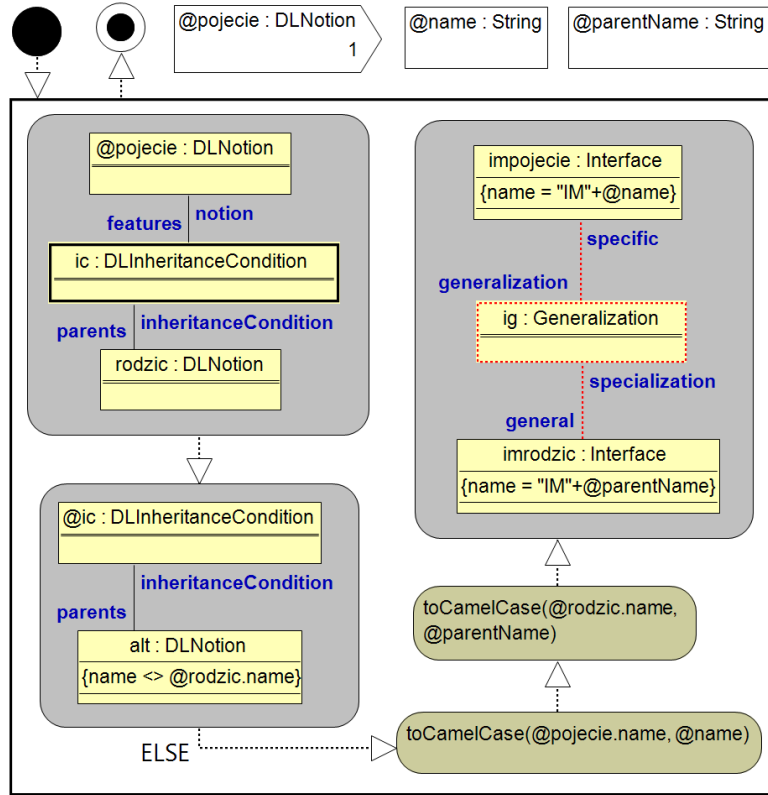 @pojecie : DLNotion
1
@name : String
@parentName : String
@pojecie : DLNotion
features
notion
ic : DLInheritanceCondition
parents
inheritanceCondition
rodzic : DLNotion
@ic : DLInheritanceCondition
inheritanceCondition
parents
alt : DLNotion
{name <> @rodzic.name}
ELSE
impojecie : Interface
{name = "IM"+@name}
specific
generalization
ig : Generalization
specialization
general
imrodzic : Interface
{name = "IM"+@parentName}
toCamelCase(@rodzic.name,
@parentName)
toCamelCase(@pojecie.name, @name)